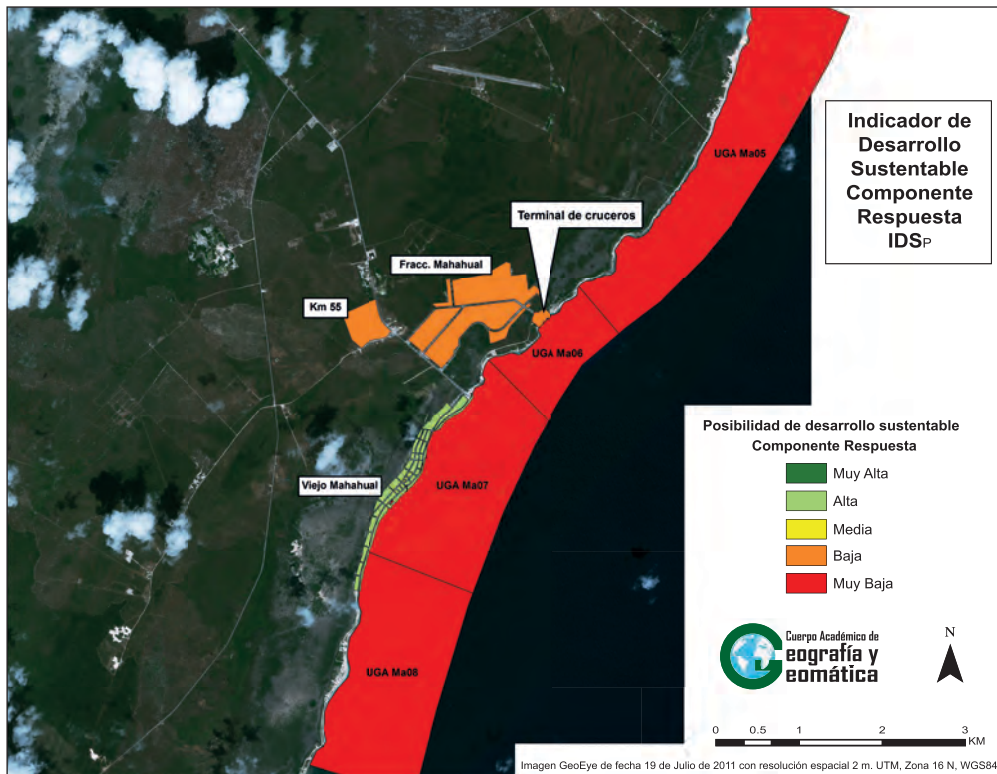 Indicador de
Desarrollo
Sustentable
Componente
Respuesta
IDSP
UGA Ma05
Terminal de cruceros
Fracc. Mahahual
Km 55
UGA Ma06
Viejo Mahahual
UGA Ma07
UGA Ma08
Posibilidad de desarrollo sustentable
Componente Respuesta
Muy Alta
Alta
Media
Baja
Muy Baja
Cuerpo Académico de
Geografía y
Geomática
N
0 0.5 1 2 3
KM
Imagen GeoEye de fecha 19 de Julio de 2011 con resolución espacial 2 m. UTM, Zona 16 N, WGS84